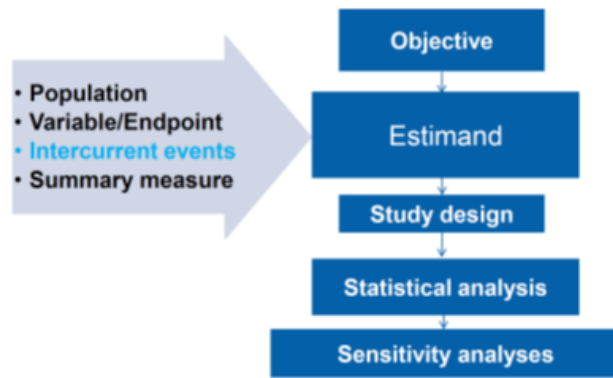 Objective
• Population
• Variable/Endpoint
• Intercurrent events
• Summary measure
Estimand
Study design
Statistical analysis
Sensitivity analyses